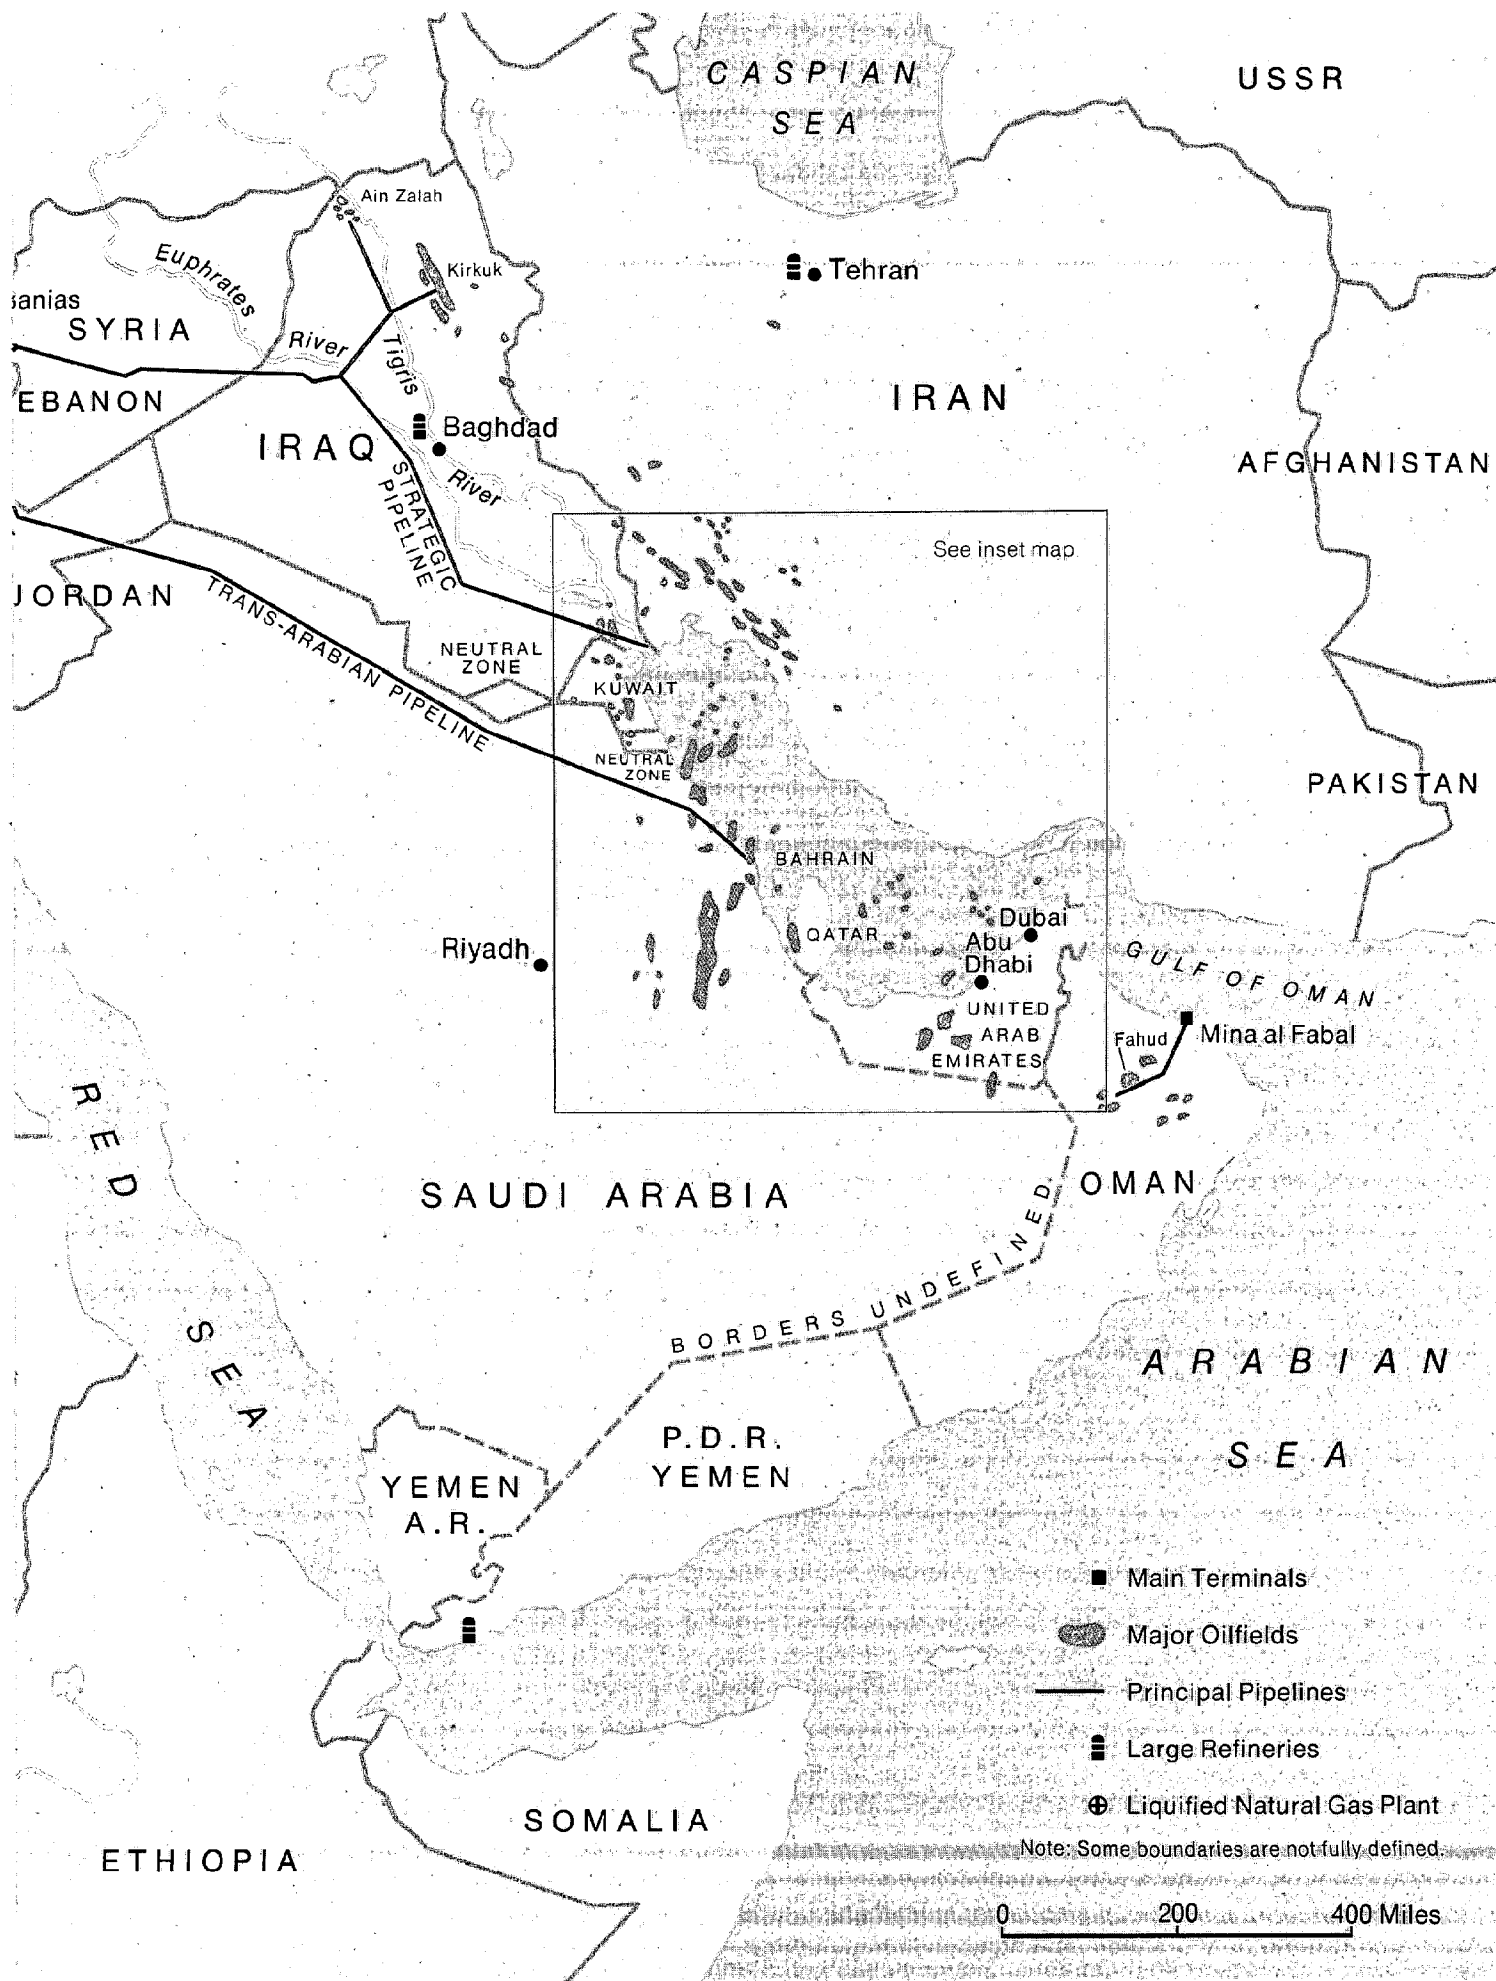 CASPIAN
SEA
USSR
Ain Zalah
Kirkuk
Tehran
Euphrates
River
Banias
SYRIA
Tigris
River
EBANON
IRAN
IRAQ
Baghdad
AFGHANISTAN
STRATEGIC
PIPELINE
See inset map
JORDAN
TRANS-ARABIAN PIPELINE
NEUTRAL
ZONE
KUWAIT
NEUTRAL
ZONE
PAKISTAN
BAHRAIN
QATAR
Dubai
Abu
Dhabi
Riyadh
GULF OF OMAN
UNITED
ARAB
EMIRATES
Fahud
Mina al Fabal
RED
SEA
SAUDI ARABIA
OMAN
BORDERS UNDEFINED
ARABIAN
SEA
P.D.R.
YEMEN
YEMEN
A.R.
Main Terminals
Major Oilfields
Principal Pipelines
Large Refineries
Liquified Natural Gas Plant
Note: Some boundaries are not fully defined.
SOMALIA
ETHIOPIA
0 200 400 Miles